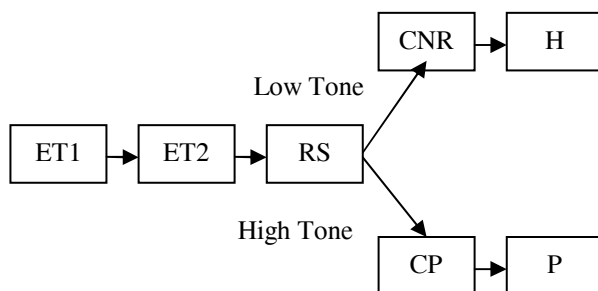 CNR H
Low Tone
ET1 ET2 RS
High Tone
CP P